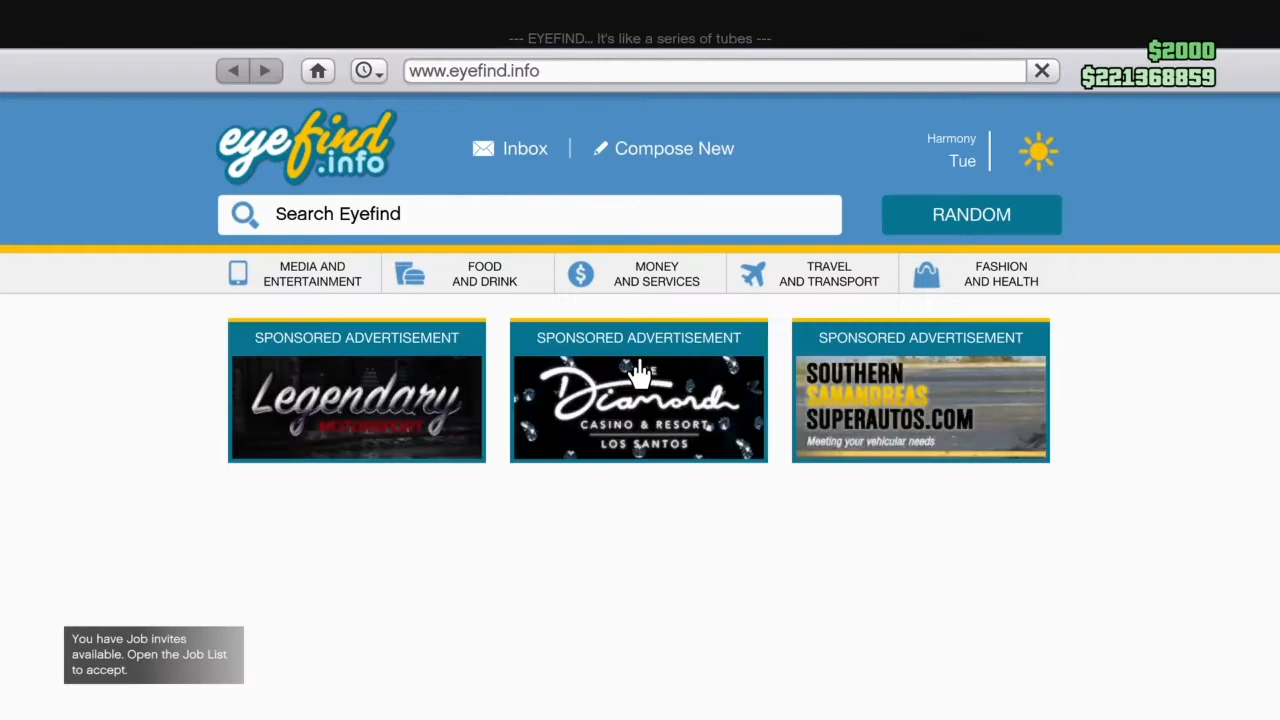 --- EYEFIND... It's like a series of tubes ---
$2000
www.eyefind.info
$221368859
eyefind
.info
Inbox
Compose New
Harmony
Tue
Search Eyefind
RANDOM
MEDIA AND
ENTERTAINMENT
FOOD
AND DRINK
MONEY
AND SERVICES
TRAVEL
AND TRANSPORT
FASHION
AND HEALTH
SPONSORED ADVERTISEMENT
Legendary
MOTORSPORT
SPONSORED ADVERTISEMENT
Diamond
CASINO & RESORT
LOS SANTOS
SPONSORED ADVERTISEMENT
SOUTHERN
SANANDREAS
SUPERAUTOS.COM
Meeting your vehicular needs
You have Job invites
available. Open the Job List
to accept.